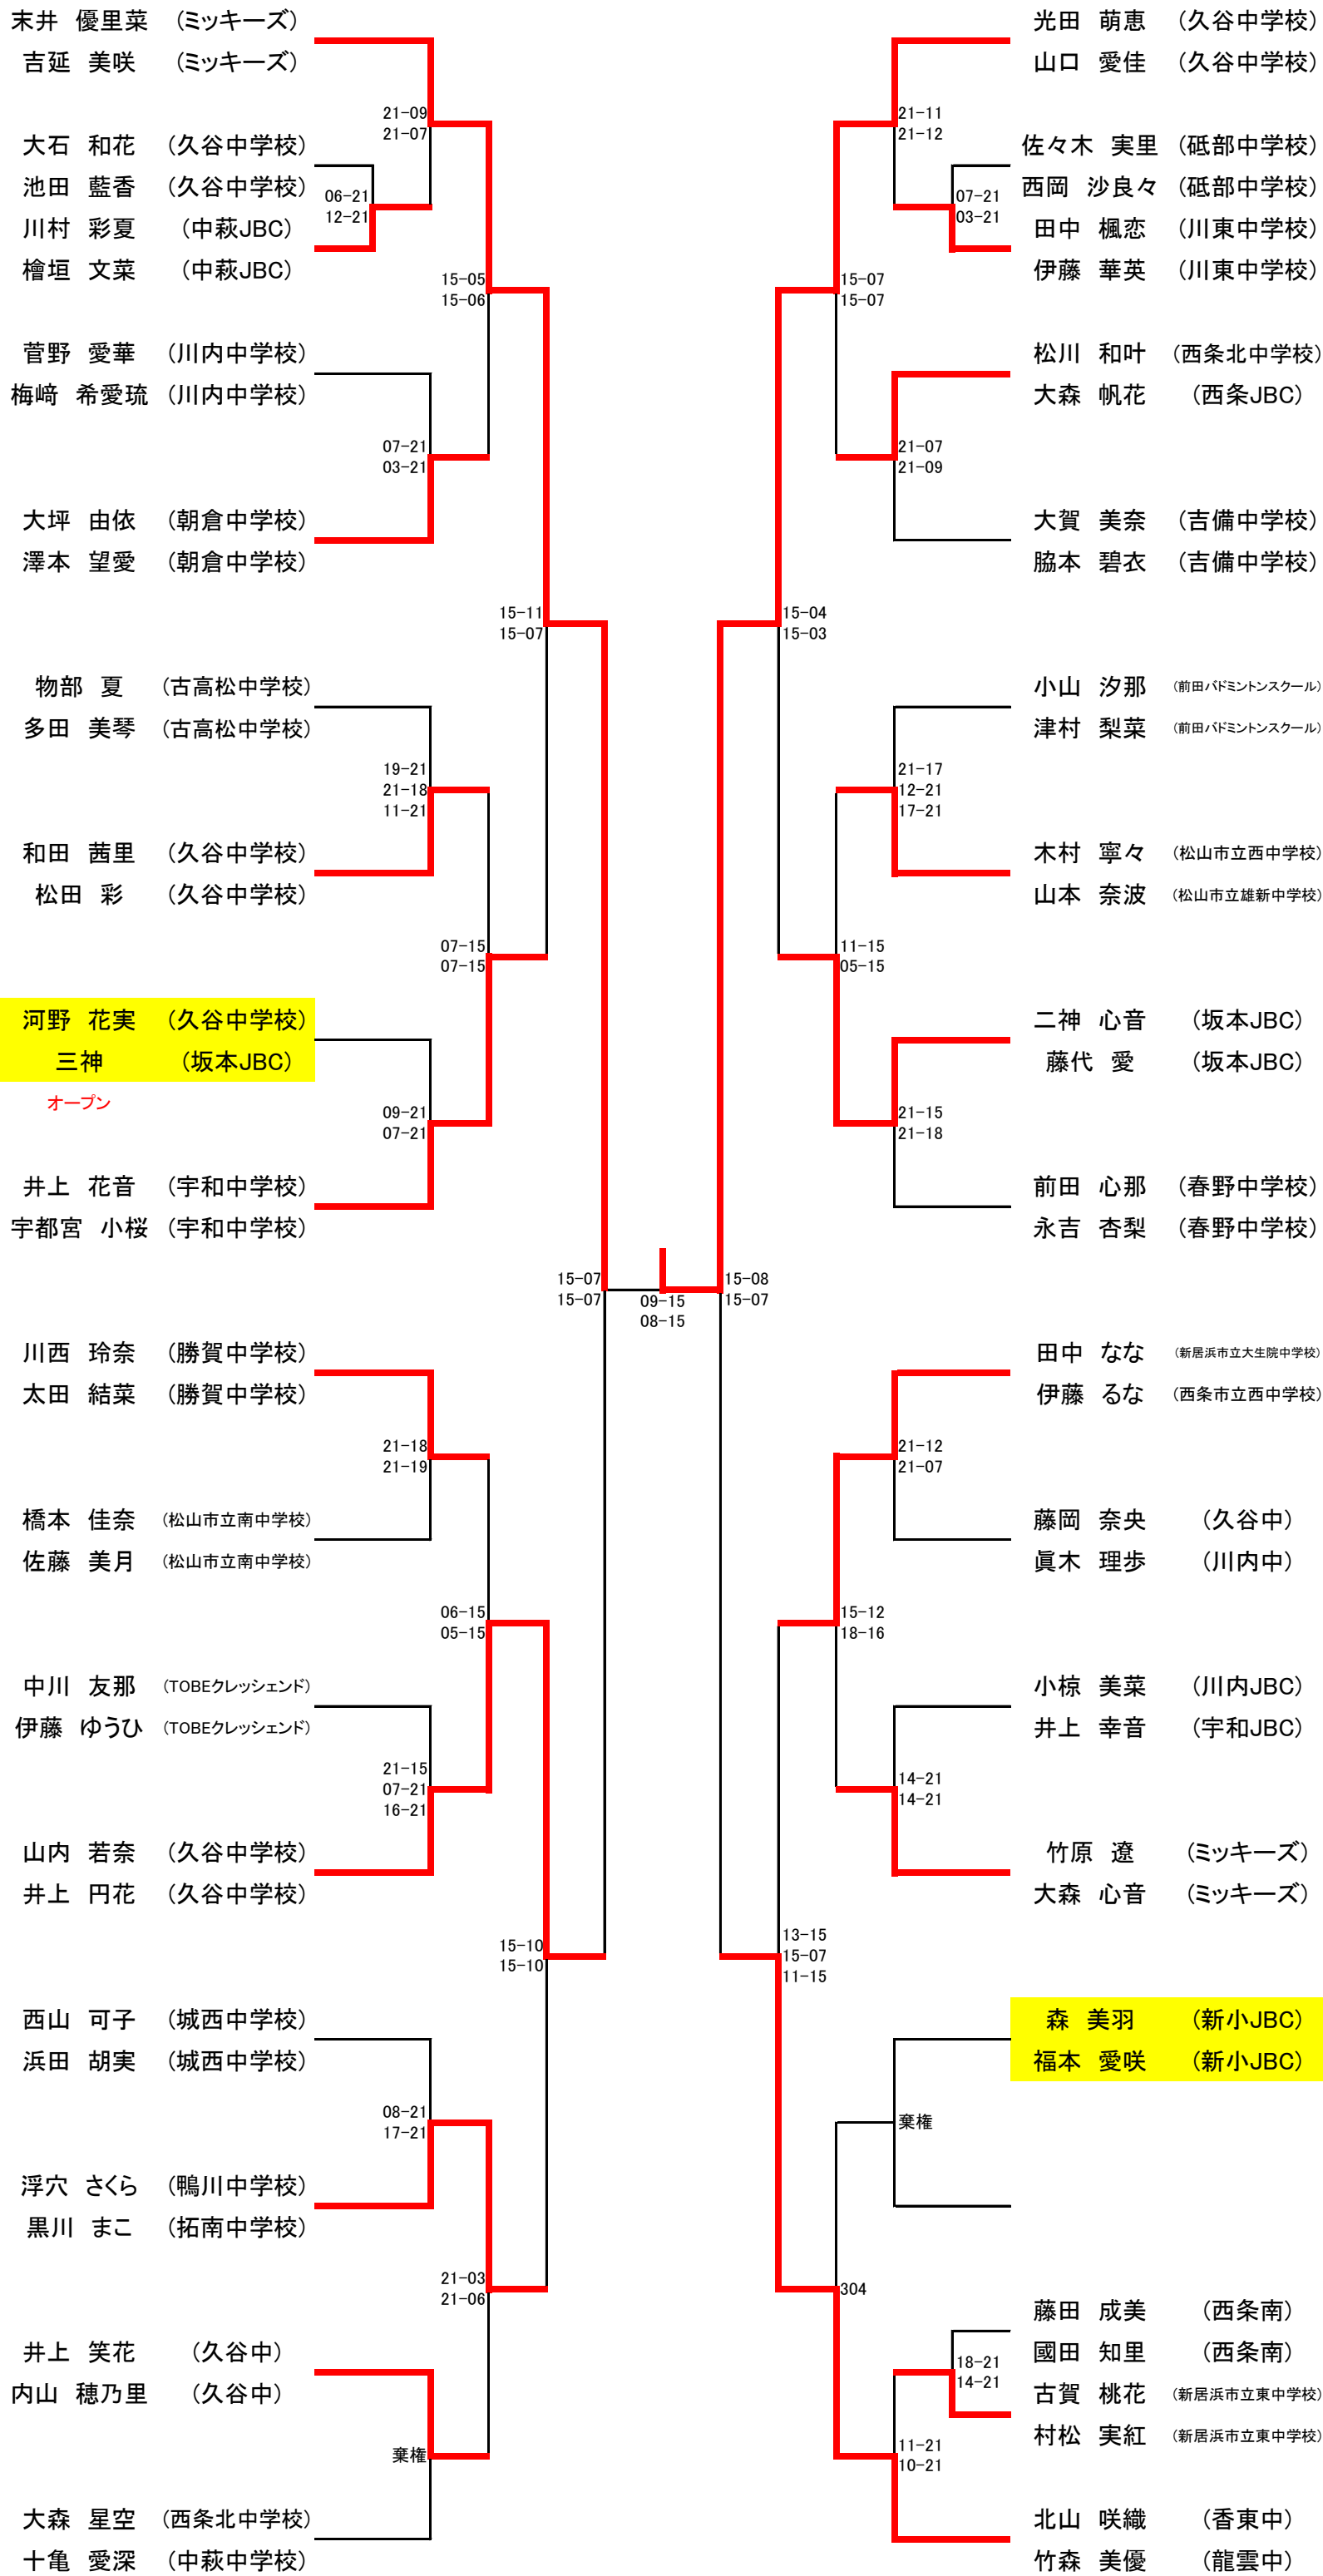 末井 優里菜 (ミッキーズ)
吉延 美咲 (ミッキーズ)
21-09
21-07
大石 和花 (久谷中学校)
池田 藍香 (久谷中学校)
06-21
12-21
川村 彩夏 (中萩JBC)
檜垣 文菜 (中萩JBC)
15-05
15-06
菅野 愛華 (川内中学校)
梅﨑 希愛琉 (川内中学校)
07-21
03-21
大坪 由依 (朝倉中学校)
澤本 望愛 (朝倉中学校)
15-11
15-07
物部 夏 (古高松中学校)
多田 美琴 (古高松中学校)
19-21
21-18
11-21
和田 茜里 (久谷中学校)
松田 彩 (久谷中学校)
07-15
07-15
河野 花実 (久谷中学校)
三神 (坂本JBC)
オープン
09-21
07-21
井上 花音 (宇和中学校)
宇都宮 小桜 (宇和中学校)
15-07
15-07
09-15
08-15
川西 玲奈 (勝賀中学校)
太田 結菜 (勝賀中学校)
21-18
21-19
橋本 佳奈 (松山市立南中学校)
佐藤 美月 (松山市立南中学校)
06-15
05-15
中川 友那 (TOBEクレッシェンド)
伊藤 ゆうひ (TOBEクレッシェンド)
21-15
07-21
16-21
山内 若奈 (久谷中学校)
井上 円花 (久谷中学校)
15-10
15-10
西山 可子 (城西中学校)
浜田 胡実 (城西中学校)
08-21
17-21
浮穴 さくら (鴨川中学校)
黒川 まこ (拓南中学校)
21-03
21-06
井上 笑花 (久谷中)
内山 穂乃里 (久谷中)
棄権
大森 星空 (西条北中学校)
十亀 愛深 (中萩中学校)
光田 萌恵 (久谷中学校)
山口 愛佳 (久谷中学校)
21-11
21-12
佐々木 実里 (砥部中学校)
西岡 沙良々 (砥部中学校)
07-21
03-21
田中 楓恋 (川東中学校)
伊藤 華英 (川東中学校)
15-07
15-07
松川 和叶 (西条北中学校)
大森 帆花 (西条JBC)
21-07
21-09
大賀 美奈 (吉備中学校)
脇本 碧衣 (吉備中学校)
15-04
15-03
小山 汐那 (前田バドミントンスクール)
津村 梨菜 (前田バドミントンスクール)
21-17
12-21
17-21
木村 寧々 (松山市立西中学校)
山本 奈波 (松山市立雄新中学校)
11-15
05-15
二神 心音 (坂本JBC)
藤代 愛 (坂本JBC)
21-15
21-18
前田 心那 (春野中学校)
永吉 杏梨 (春野中学校)
15-08
15-07
田中 なな (新居浜市立大生院中学校)
伊藤 るな (西条市立西中学校)
21-12
21-07
藤岡 奈央 (久谷中)
眞木 理歩 (川内中)
15-12
18-16
小椋 美菜 (川内JBC)
井上 幸音 (宇和JBC)
14-21
14-21
竹原 遼 (ミッキーズ)
大森 心音 (ミッキーズ)
13-15
15-07
11-15
森 美羽 (新小JBC)
福本 愛咲 (新小JBC)
棄権
304
藤田 成美 (西条南)
國田 知里 (西条南)
18-21
14-21
古賀 桃花 (新居浜市立東中学校)
村松 実紅 (新居浜市立東中学校)
11-21
10-21
北山 咲織 (香東中)
竹森 美優 (龍雲中)